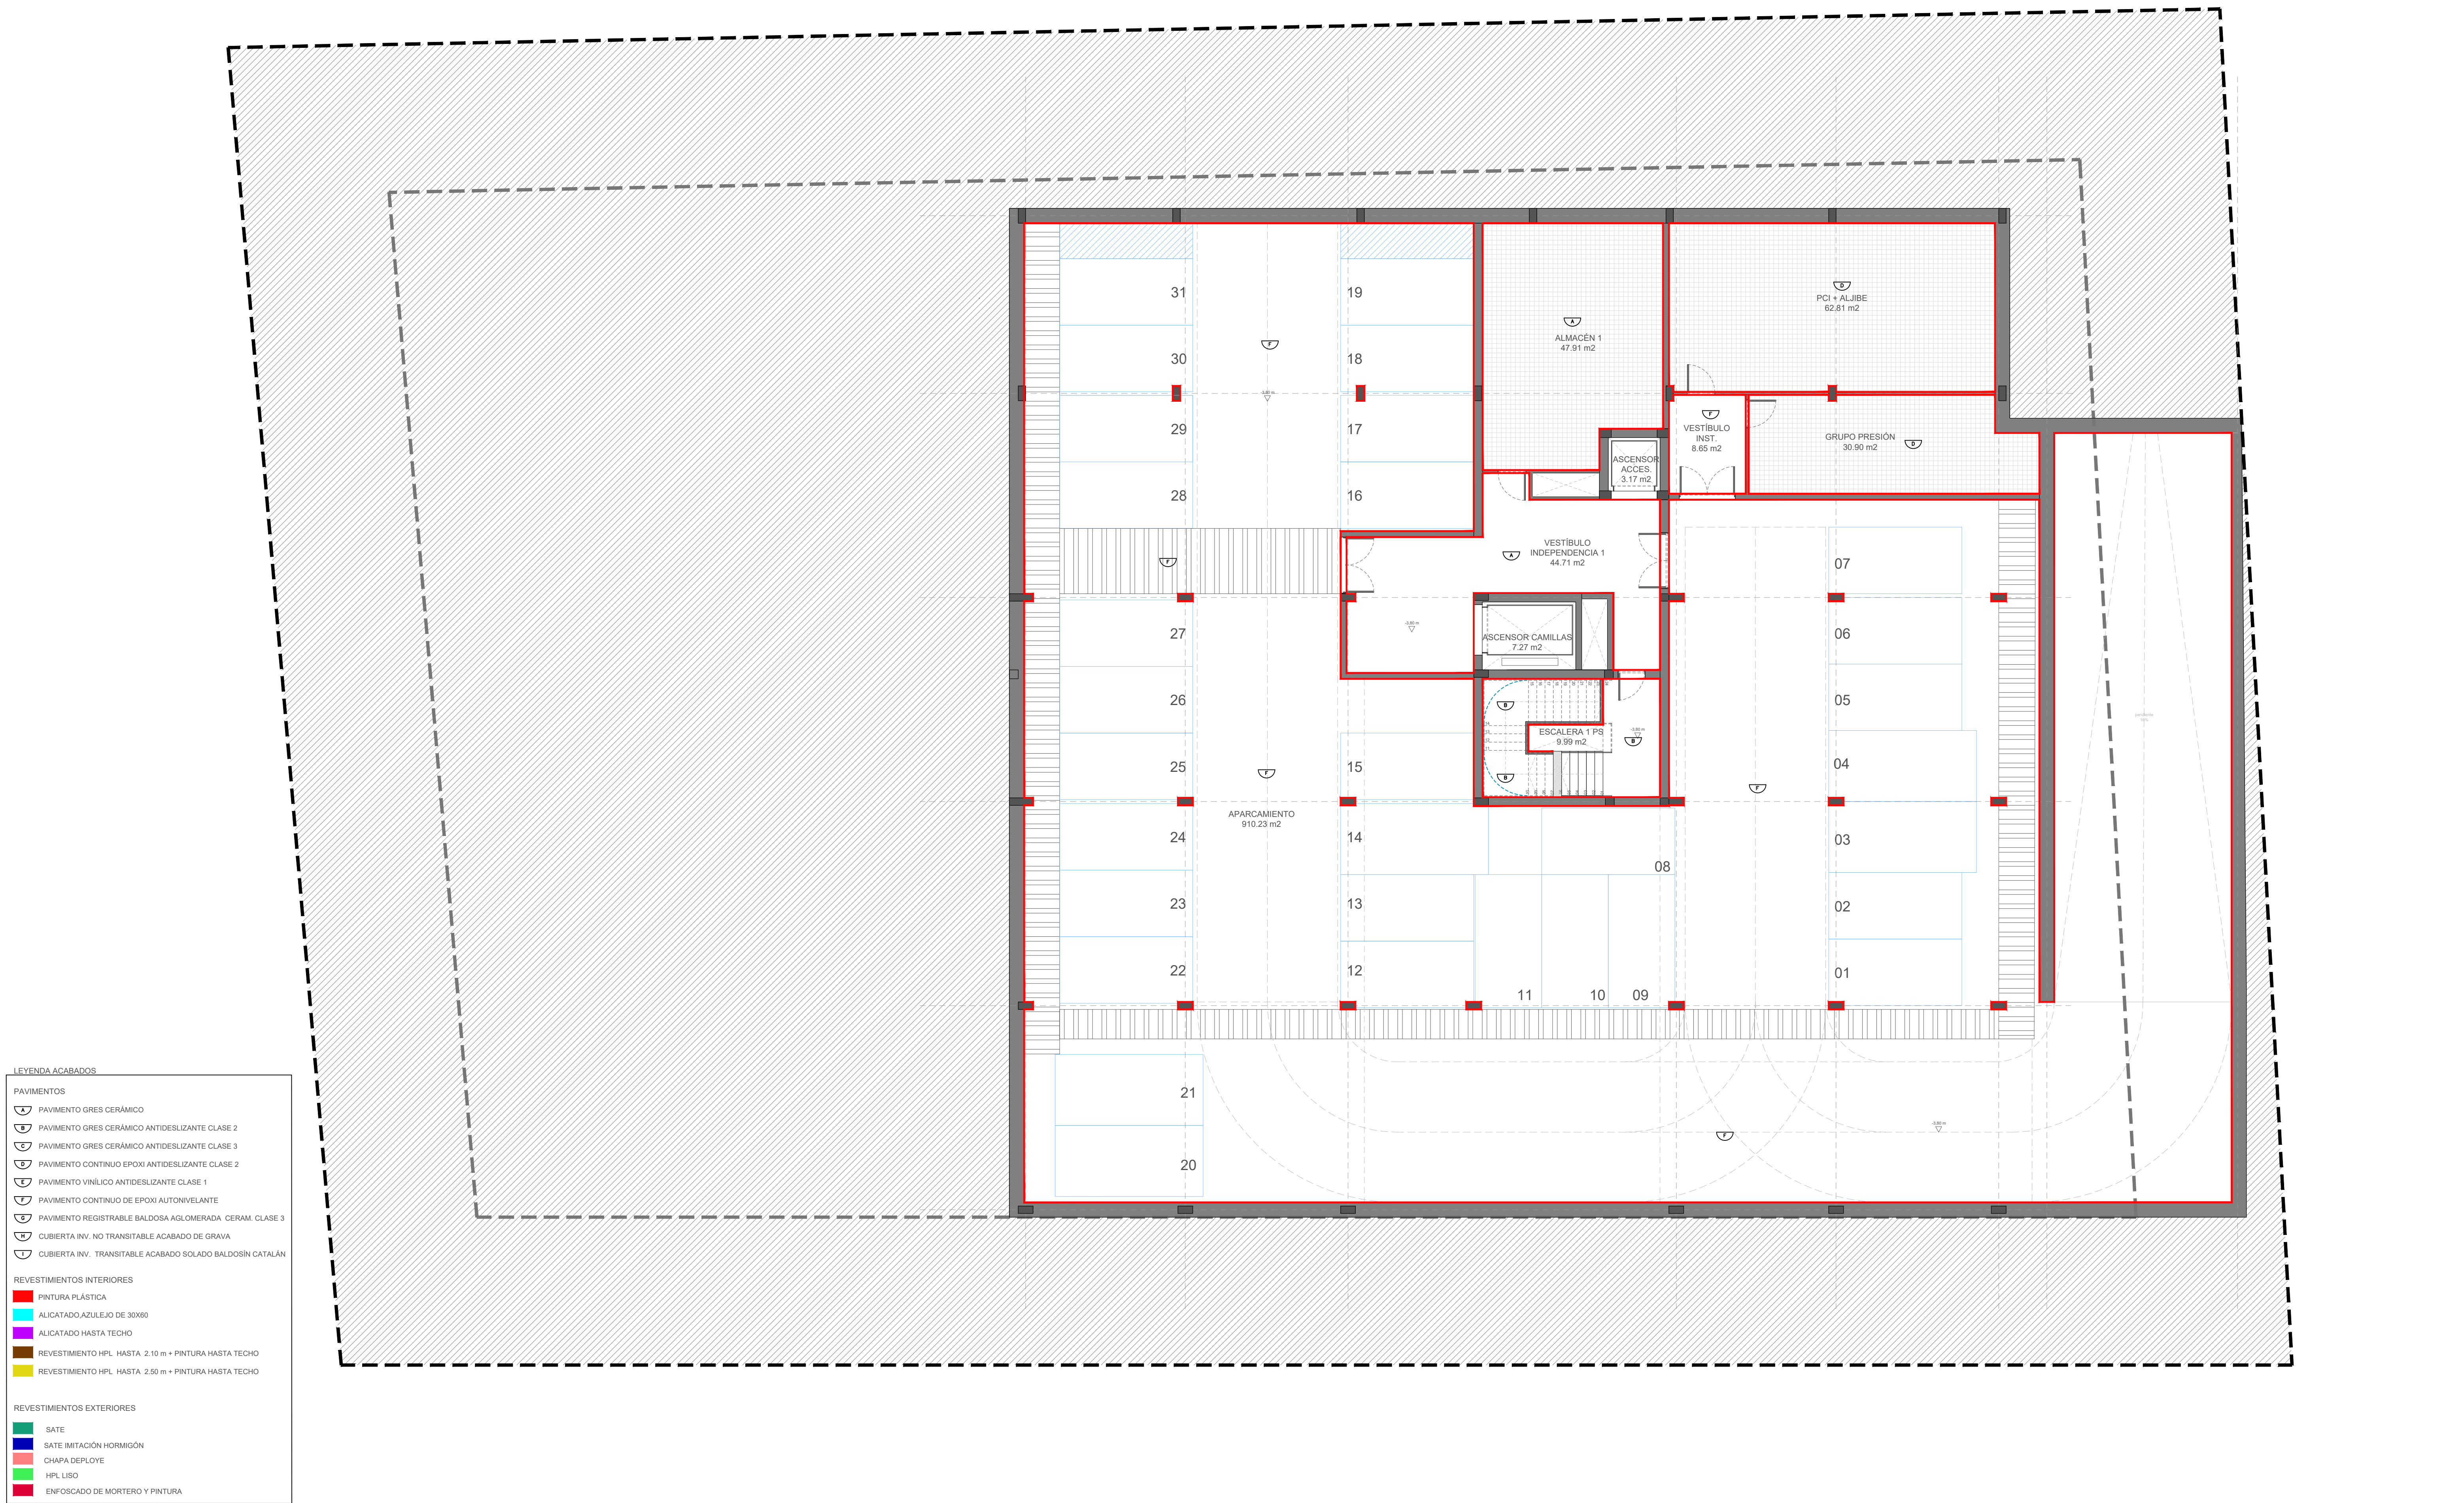 31
19
30
18
29
17
28
16
F
-3,80 m
A
ALMACÉN 1
47.91 m2
D
PCI + ALJIBE
62.81 m2
F
VESTÍBULO
INST.
8.65 m2
GRUPO PRESIÓN
30.90 m2
D
ASCENSOR
ACCES.
3.17 m2
F
A
VESTÍBULO
INDEPENDENCIA 1
44.71 m2
07
27
-3,80 m
ASCENSOR CAMILLAS
7.27 m2
06
26
B
05
ESCALERA 1 PS
9.99 m2
-3,80 m
B
25
F
15
B
F
04
APARCAMIENTO
910.23 m2
24
14
08
03
23
13
02
22
12
11
10
09
01
21
20
F
-3,80 m
LEYENDA ACABADOS
PAVIMENTOS
A PAVIMENTO GRES CERÁMICO
B PAVIMENTO GRES CERÁMICO ANTIDESLIZANTE CLASE 2
C PAVIMENTO GRES CERÁMICO ANTIDESLIZANTE CLASE 3
D PAVIMENTO CONTINUO EPOXI ANTIDESLIZANTE CLASE 2
E PAVIMENTO VINÍLICO ANTIDESLIZANTE CLASE 1
F PAVIMENTO CONTINUO DE EPOXI AUTONIVELANTE
G PAVIMENTO REGISTRABLE BALDOSA AGLOMERADA CERAM. CLASE 3
H CUBIERTA INV. NO TRANSITABLE ACABADO DE GRAVA
I CUBIERTA INV. TRANSITABLE ACABADO SOLADO BALDOSÍN CATALÁN
REVESTIMIENTOS INTERIORES
PINTURA PLÁSTICA
ALICATADO,AZULEJO DE 30X60
ALICATADO HASTA TECHO
REVESTIMIENTO HPL HASTA 2.10 m + PINTURA HASTA TECHO
REVESTIMIENTO HPL HASTA 2.50 m + PINTURA HASTA TECHO
REVESTIMIENTOS EXTERIORES
SATE
SATE IMITACIÓN HORMIGÓN
CHAPA DEPLOYE
HPL LISO
ENFOSCADO DE MORTERO Y PINTURA